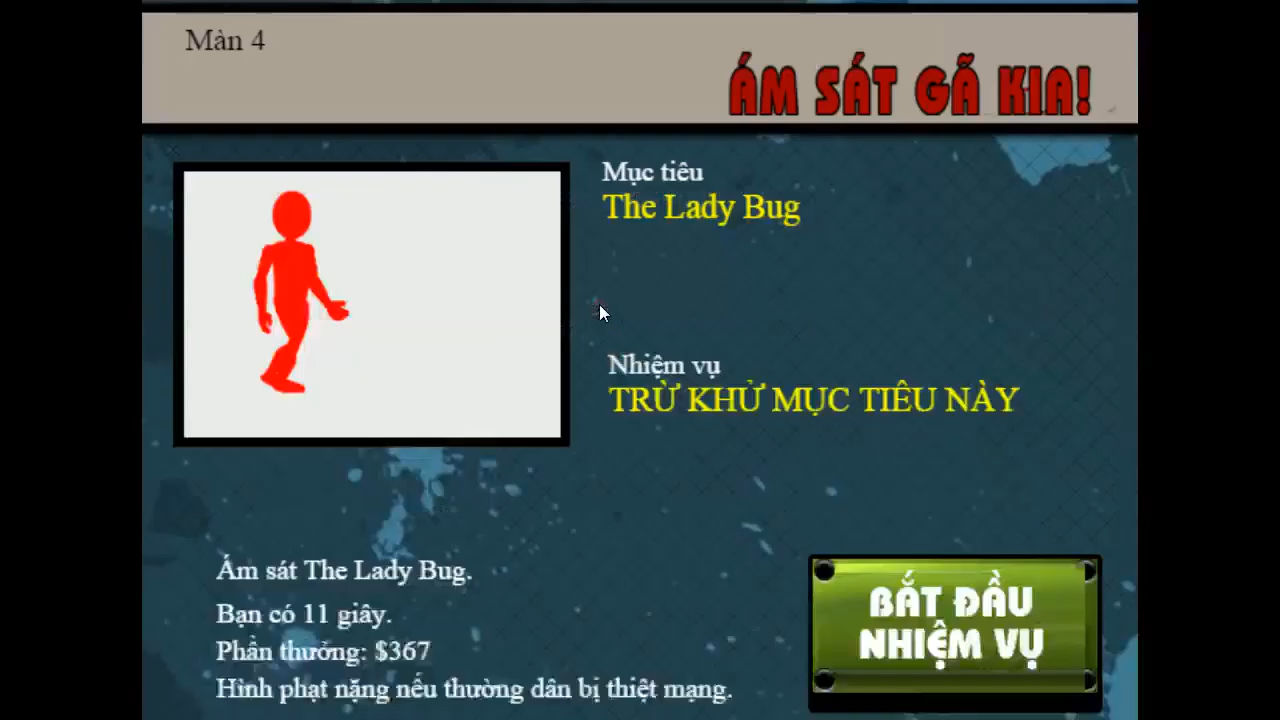 Màn 4
ÁM SÁT GÃ KIA!
Mục tiêu
The Lady Bug
Nhiệm vụ
TRỪ KHỬ MỤC TIÊU NÀY
Ám sát The Lady Bug.
Bạn có 11 giây.
Phần thưởng: $367
Hình phạt nặng nếu thường dân bị thiệt mạng.
BẮT ĐẦU
NHIỆM VỤ